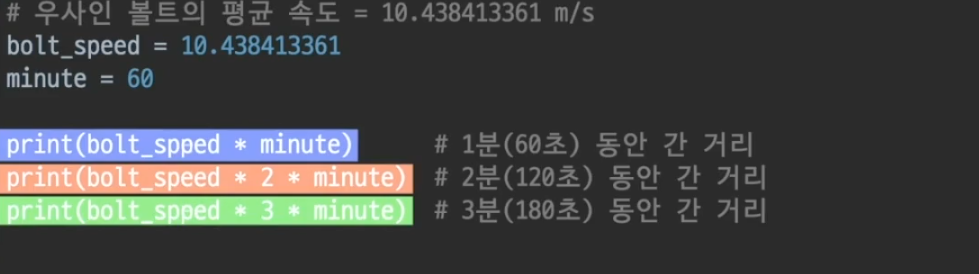 # 우사인 볼트의 평균 속도 = 10.438413361 m/s
bolt_speed = 10.438413361
minute = 60
print(bolt_spped * minute) # 1분(60초) 동안 간 거리
print(bolt_spped * 2 * minute) # 2분(120초) 동안 간 거리
print(bolt_spped * 3 * minute) # 3분(180초) 동안 간 거리